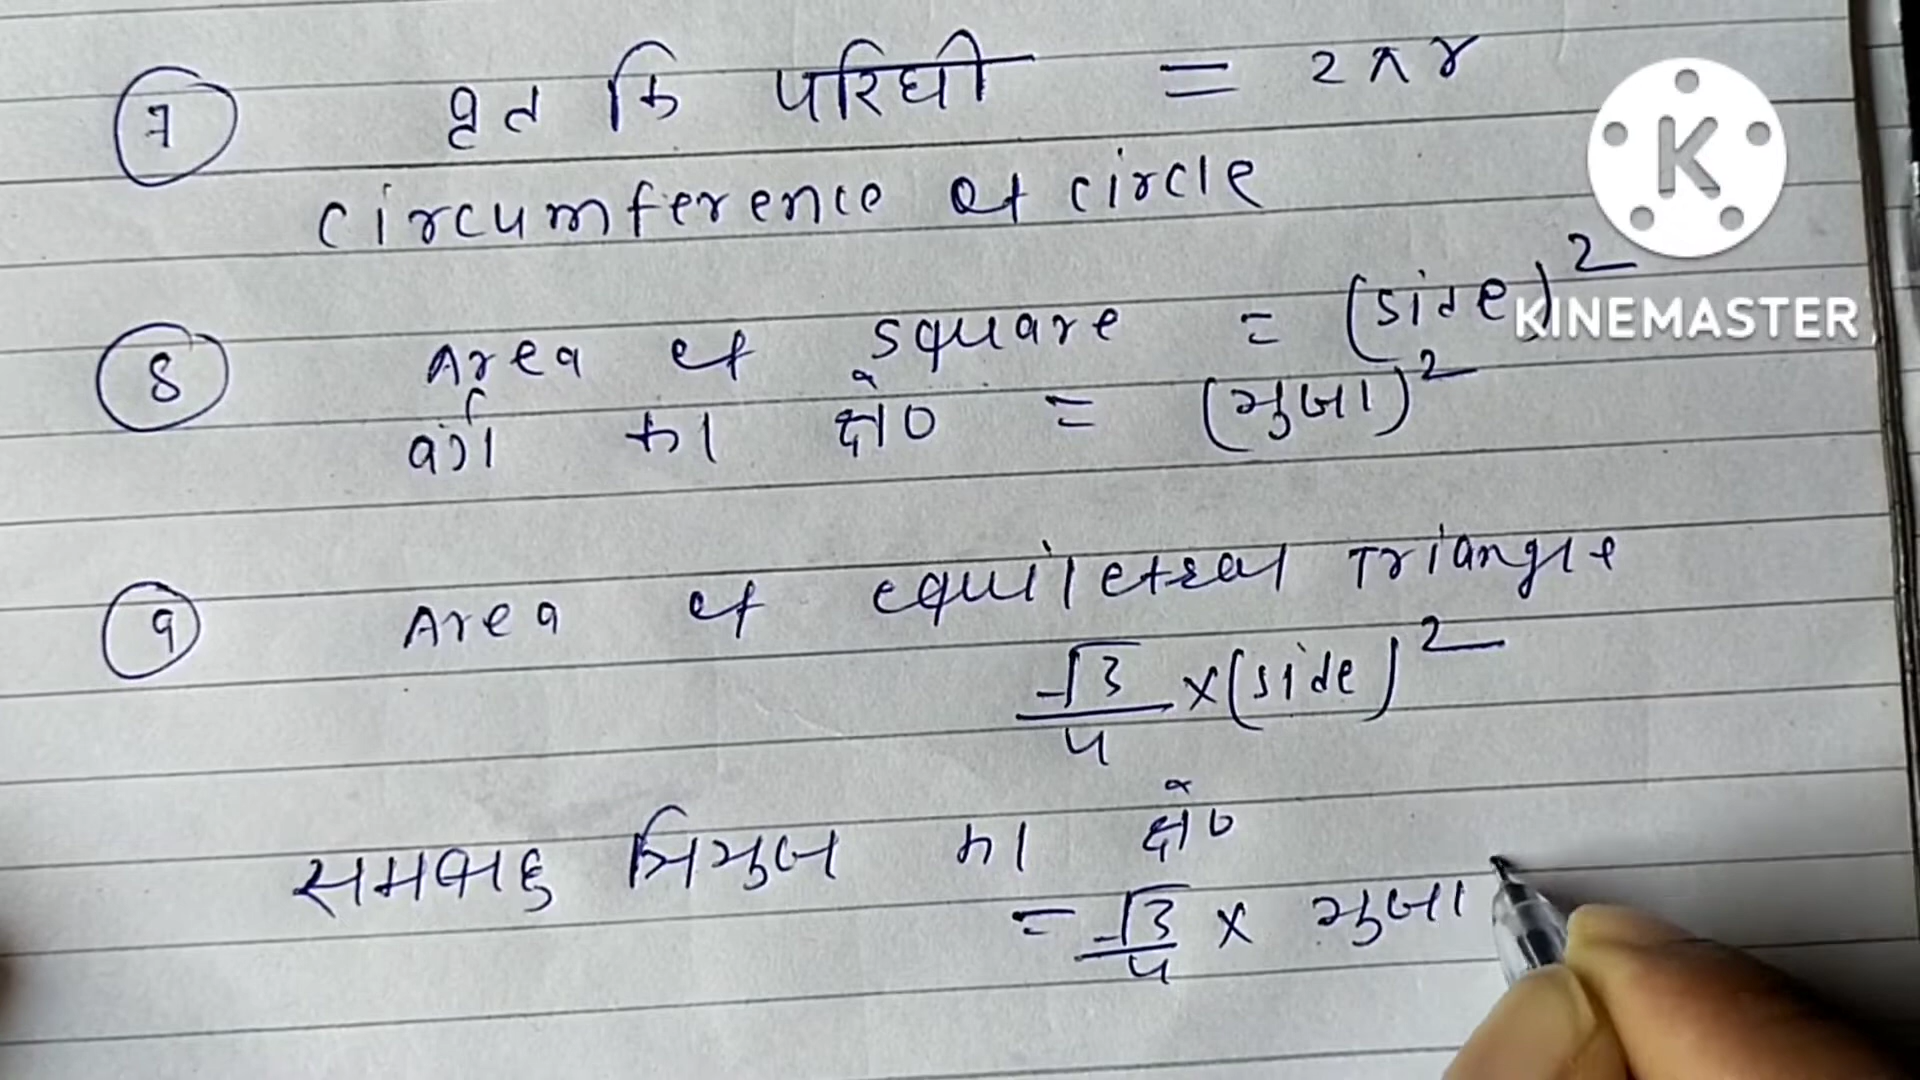 7 वृत कि परिघी = 2πr
circumference of circle
8 Area of square = (side)²
वर्ग का क्षे० = (भुजा)²
9 Area of equiletral Triangle
√3/4 ×(side)²
समबाहु त्रिभुज का क्षे०
= √3/4 × भुजा
K
KINEMASTER